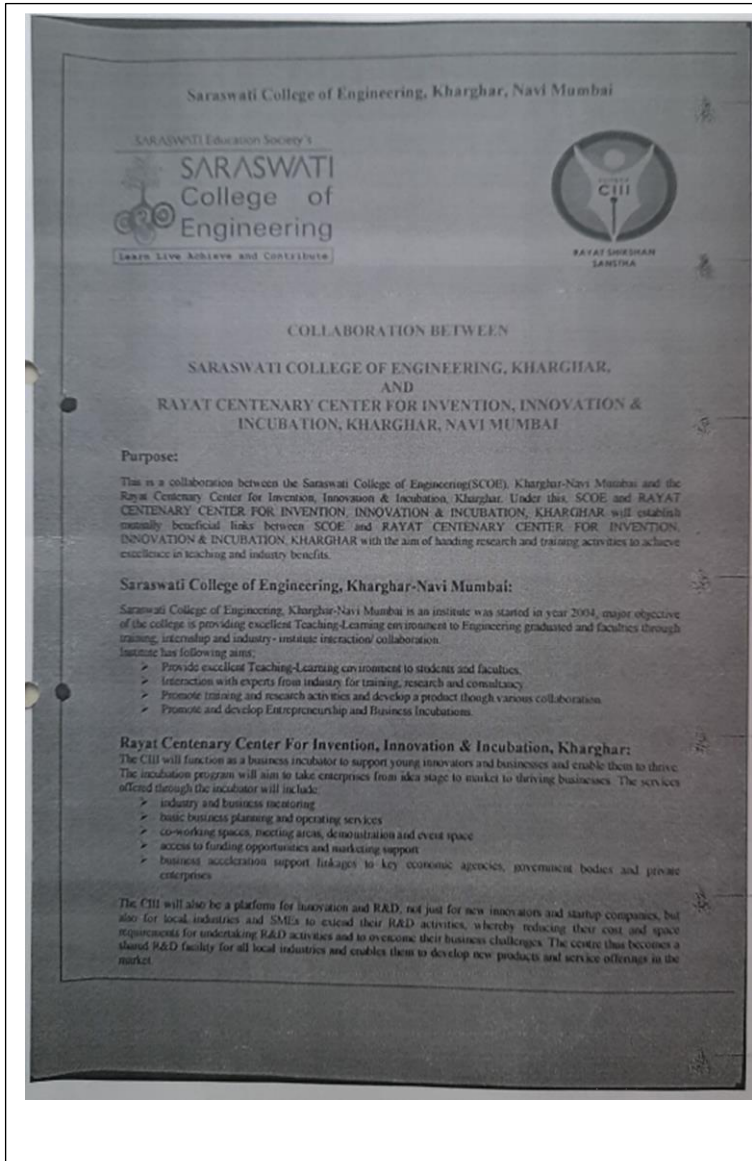 Saraswati College of Engineering, Kharghar, Navi Mumbai
SARASWATI Education Society's
SARASWATI
College of
Engineering
Learn Live Achieve and Contribute
CIII
RAYAT SHIKSHAN
SANSTHA
COLLABORATION BETWEEN
SARASWATI COLLEGE OF ENGINEERING, KHARGHAR,
AND
RAYAT CENTENARY CENTER FOR INVENTION, INNOVATION &
INCUBATION, KHARGHAR, NAVI MUMBAI
Purpose:
This is a collaboration between the Saraswati College of Engineering(SCOE), Kharghar-Navi Mumbai and the
Rayat Centenary Center for Invention, Innovation & Incubation, Kharghar. Under this, SCOE and RAYAT
CENTENARY CENTER FOR INVENTION, INNOVATION & INCUBATION, KHARGHAR will establish
mutually beneficial links between SCOE and RAYAT CENTENARY CENTER FOR INVENTION,
INNOVATION & INCUBATION, KHARGHAR with the aim of handing research and training activities to achieve
excellence in teaching and industry benefits.
Saraswati College of Engineering, Kharghar-Navi Mumbai:
Saraswati College of Engineering, Kharghar-Navi Mumbai is an institute was started in year 2004, major objective
of the college is providing excellent Teaching-Learning environment to Engineering graduated and faculties through
training, internship and industry- institute interaction/ collaboration.
Institute has following aims;
➢ Provide excellent Teaching-Learning environment to students and faculties.
➢ Interaction with experts from industry for training, research and consultancy
➢ Promote training and research activities and develop a product though various collaboration
➢ Promote and develop Entrepreneurship and Business Incubations.
Rayat Centenary Center For Invention, Innovation & Incubation, Kharghar:
The CIII will function as a business incubator to support young innovators and businesses and enable them to thrive.
The incubation program will aim to take enterprises from idea stage to market to thriving businesses. The services
offered through the incubator will include:
➢ industry and business mentoring
➢ basic business planning and operating services
➢ co-working spaces, meeting areas, demonstration and event space
➢ access to funding opportunities and marketing support
➢ business acceleration support linkages to key economic agencies, government bodies and private
enterprises
The CIII will also be a platform for Innovation and R&D, not just for new innovators and startup companies, but
also for local industries and SMEs to extend their R&D activities, whereby reducing their cost and space
requirements for undertaking R&D activities and to overcome their business challenges. The centre thus becomes a
shared R&D facility for all local industries and enables them to develop new products and service offerings in the
market.